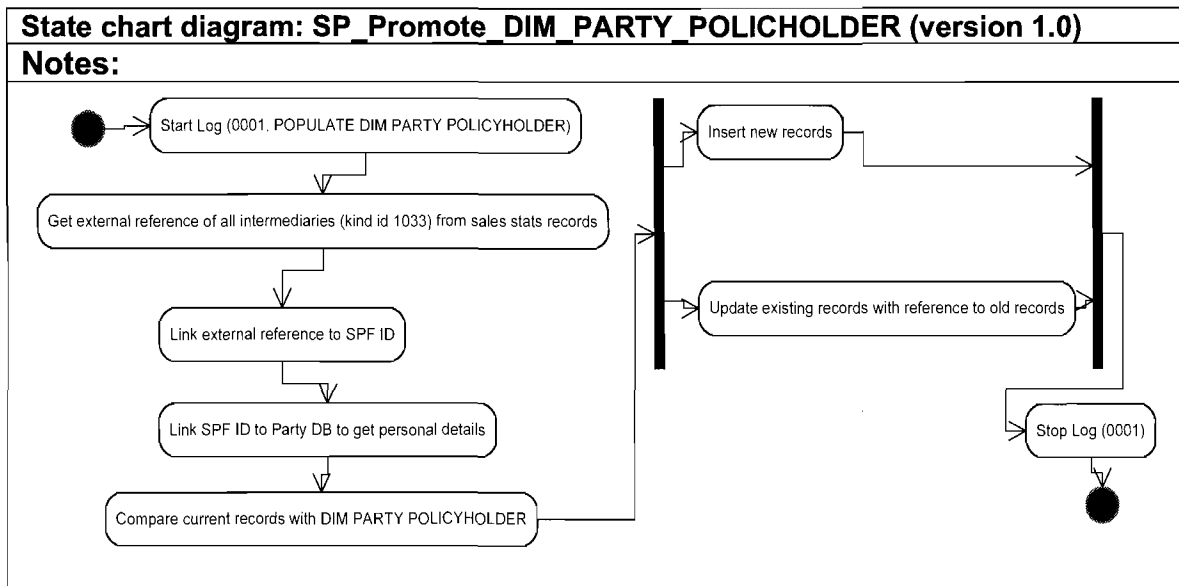 State chart diagram: SP_Promote_DIM_PARTY_POLICHOLDER (version 1.0)
Notes:
Start Log (0001, POPULATE DIM PARTY POLICYHOLDER)
Get external reference of all intermediaries (kind id 1033) from sales stats records
Link external reference to SPF ID
Link SPF ID to Party DB to get personal details
Compare current records with DIM PARTY POLICYHOLDER
Insert new records
Update existing records with reference to old records
Stop Log (0001)